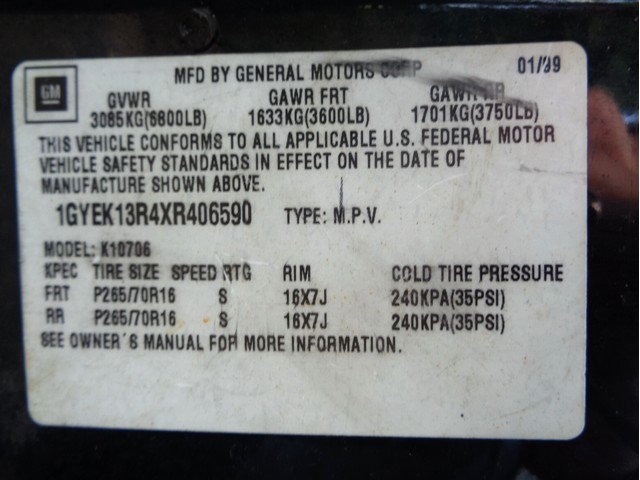 GM
MFD BY GENERAL MOTORS CORP 01/99
GVWR GAWR FRT GAWR RR
3085KG(6800LB) 1633KG(3600LB) 1701KG(3750LB)
THIS VEHICLE CONFORMS TO ALL APPLICABLE U.S. FEDERAL MOTOR
VEHICLE SAFETY STANDARDS IN EFFECT ON THE DATE OF
MANUFACTURE SHOWN ABOVE.
1GYEK13R4XR406590 TYPE: M.P.V.
MODEL: K10706
KPEC TIRE SIZE SPEED RTG RIM COLD TIRE PRESSURE
FRT P265/70R16 S 16X7J 240KPA(35PSI)
RR P265/70R16 S 16X7J 240KPA(35PSI)
SEE OWNER'S MANUAL FOR MORE INFORMATION.